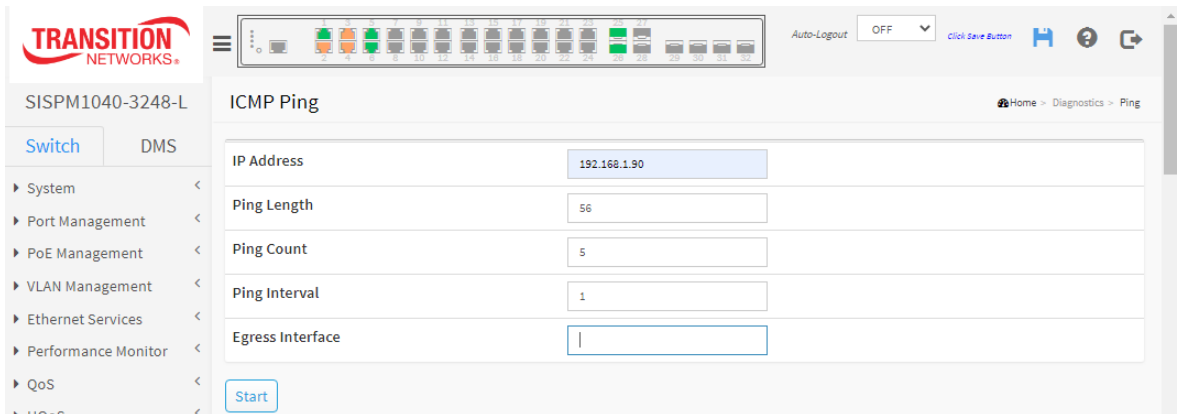 TRANSITION
NETWORKS®
1 3 5 7 9 11 13 15 17 19 21 23 25 27
2 4 6 8 10 12 14 16 18 20 22 24 26 28 29 30 31 32
Auto-Logout OFF Click Save Button
SISPM1040-3248-L
Switch DMS
System
Port Management
PoE Management
VLAN Management
Ethernet Services
Performance Monitor
QoS
ICMP Ping
Home > Diagnostics > Ping
IP Address 192.168.1.90
Ping Length 56
Ping Count 5
Ping Interval 1
Egress Interface
Start